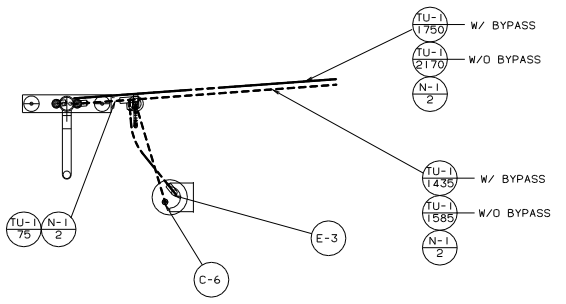 TU-1
1750 W/ BYPASS
TU-1
2170 W/O BYPASS
N-1
2
TU-1
1435 W/ BYPASS
TU-1
1585 W/O BYPASS
N-1
2
TU-1
75
N-1
2
E-3
C-6